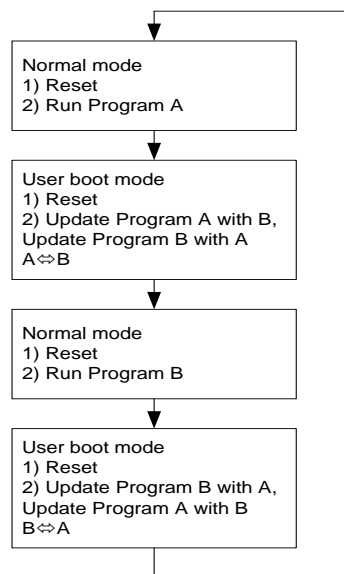 Normal mode
1) Reset
2) Run Program A
User boot mode
1) Reset
2) Update Program A with B,
Update Program B with A
A⇔B
Normal mode
1) Reset
2) Run Program B
User boot mode
1) Reset
2) Update Program B with A,
Update Program A with B
B⇔A